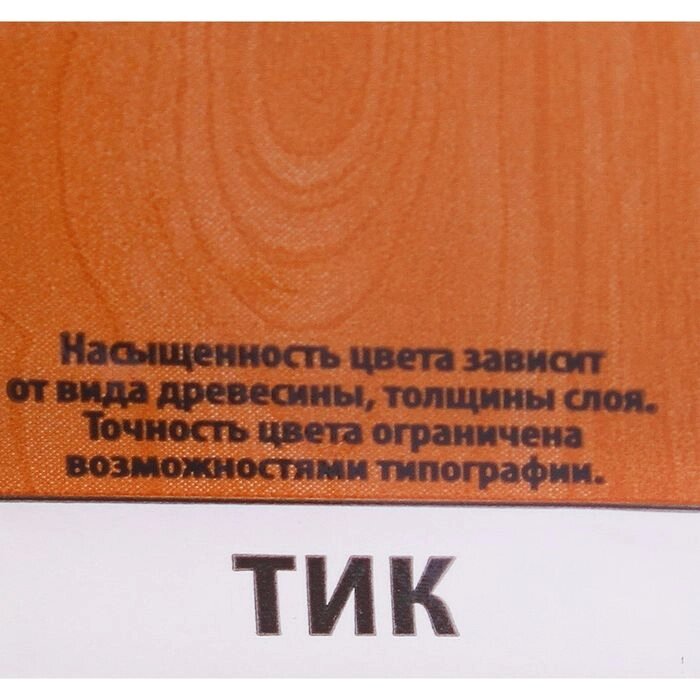 Насыщенность цвета зависит
от вида древесины, толщины слоя.
Точность цвета ограничена
возможностями типографии.
ТИК